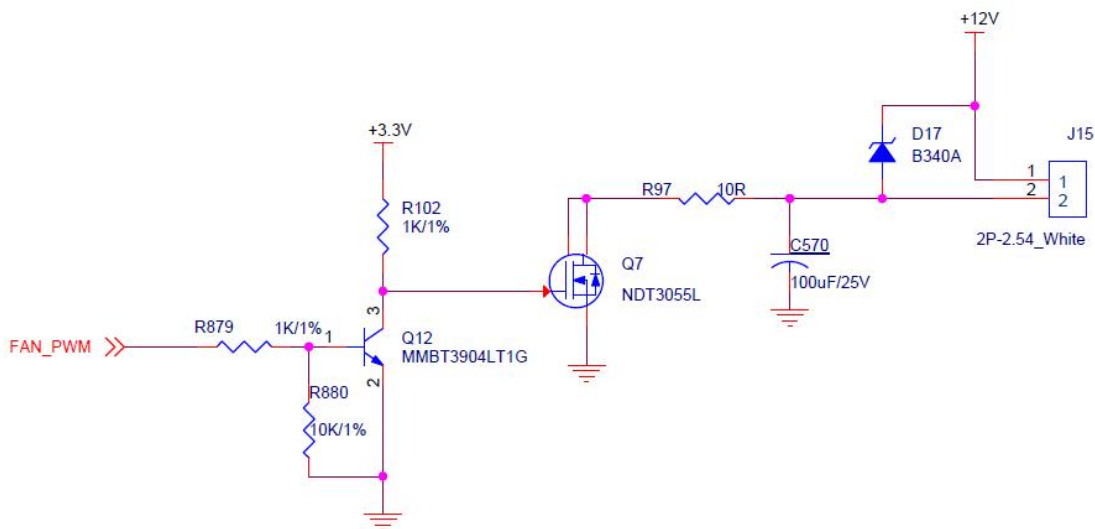 +12V
D17
B340A
J15
1
2
1
2
2P-2.54_White
+3.3V
R102
1K/1%
R97
10R
C570
100uF/25V
Q7
NDT3055L
3
R879
1K/1%
1
Q12
MMBT3904LT1G
FAN_PWM
2
R880
10K/1%